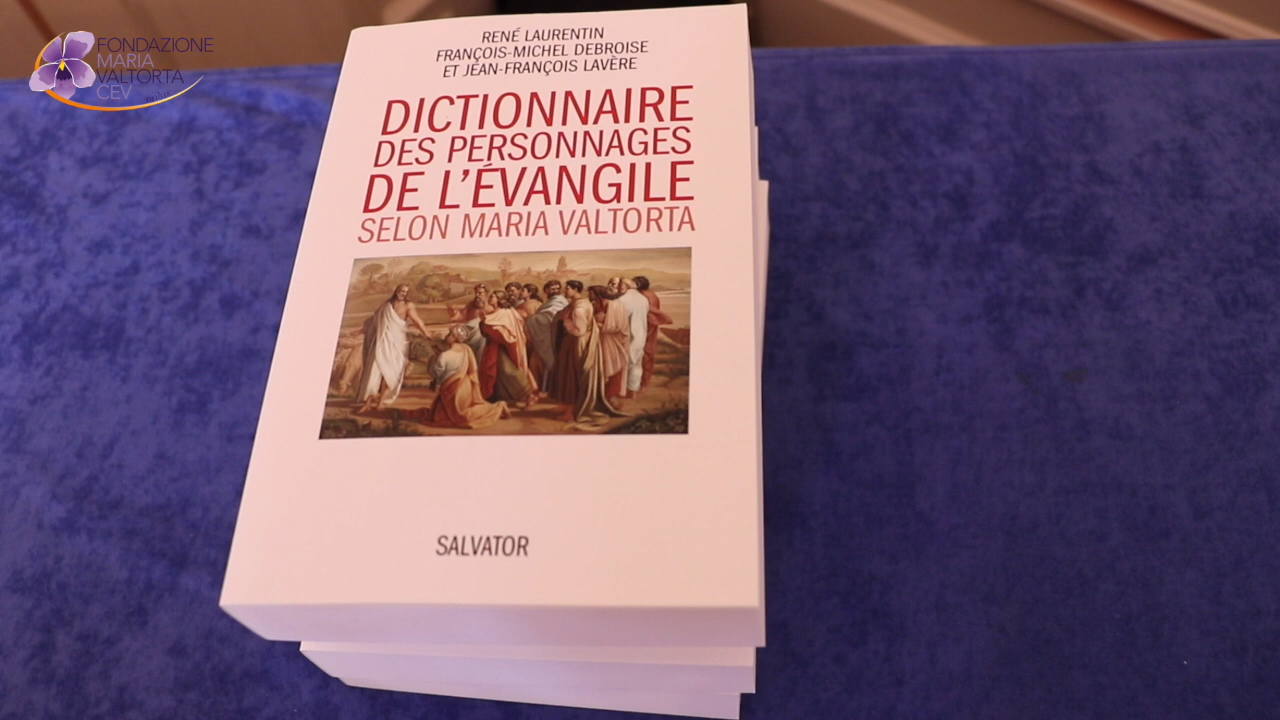 FONDAZIONE
MARIA
VALTORTA
CEV
RENÉ LAURENTIN
FRANÇOIS-MICHEL DEBROISE
ET JEAN-FRANÇOIS LAVÈRE
DICTIONNAIRE
DES PERSONNAGES
DE L'ÉVANGILE
SELON MARIA VALTORTA
SALVATOR